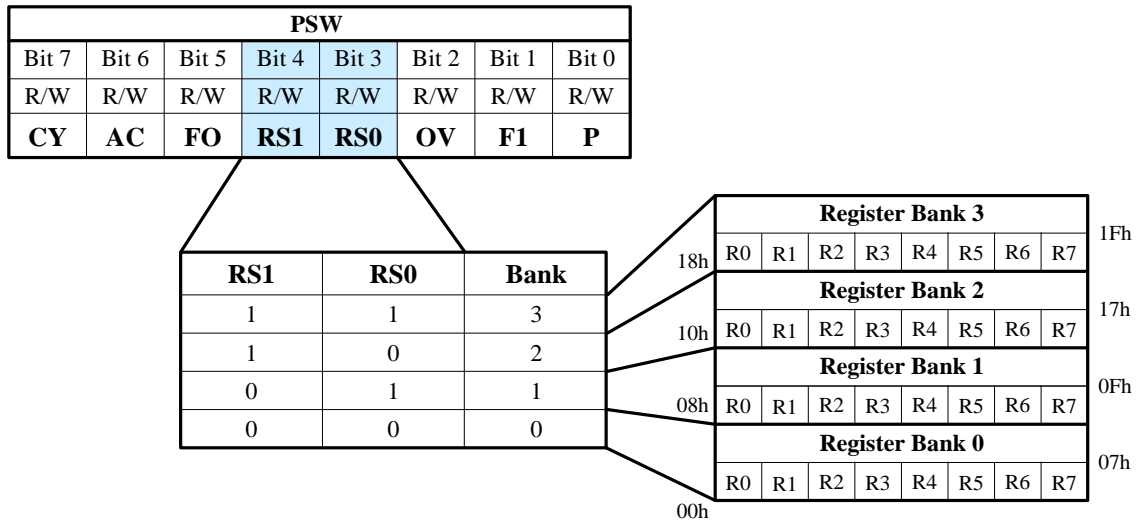 PSW
Bit 7 Bit 6 Bit 5 Bit 4 Bit 3 Bit 2 Bit 1 Bit 0
R/W R/W R/W R/W R/W R/W R/W R/W
CY AC FO RS1 RS0 OV F1 P
RS1 RS0 Bank
1 1 3
1 0 2
0 1 1
0 0 0
Register Bank 3
1Fh
18h R0 R1 R2 R3 R4 R5 R6 R7
Register Bank 2
17h
10h R0 R1 R2 R3 R4 R5 R6 R7
Register Bank 1
0Fh
08h R0 R1 R2 R3 R4 R5 R6 R7
Register Bank 0
07h
R0 R1 R2 R3 R4 R5 R6 R7
00h